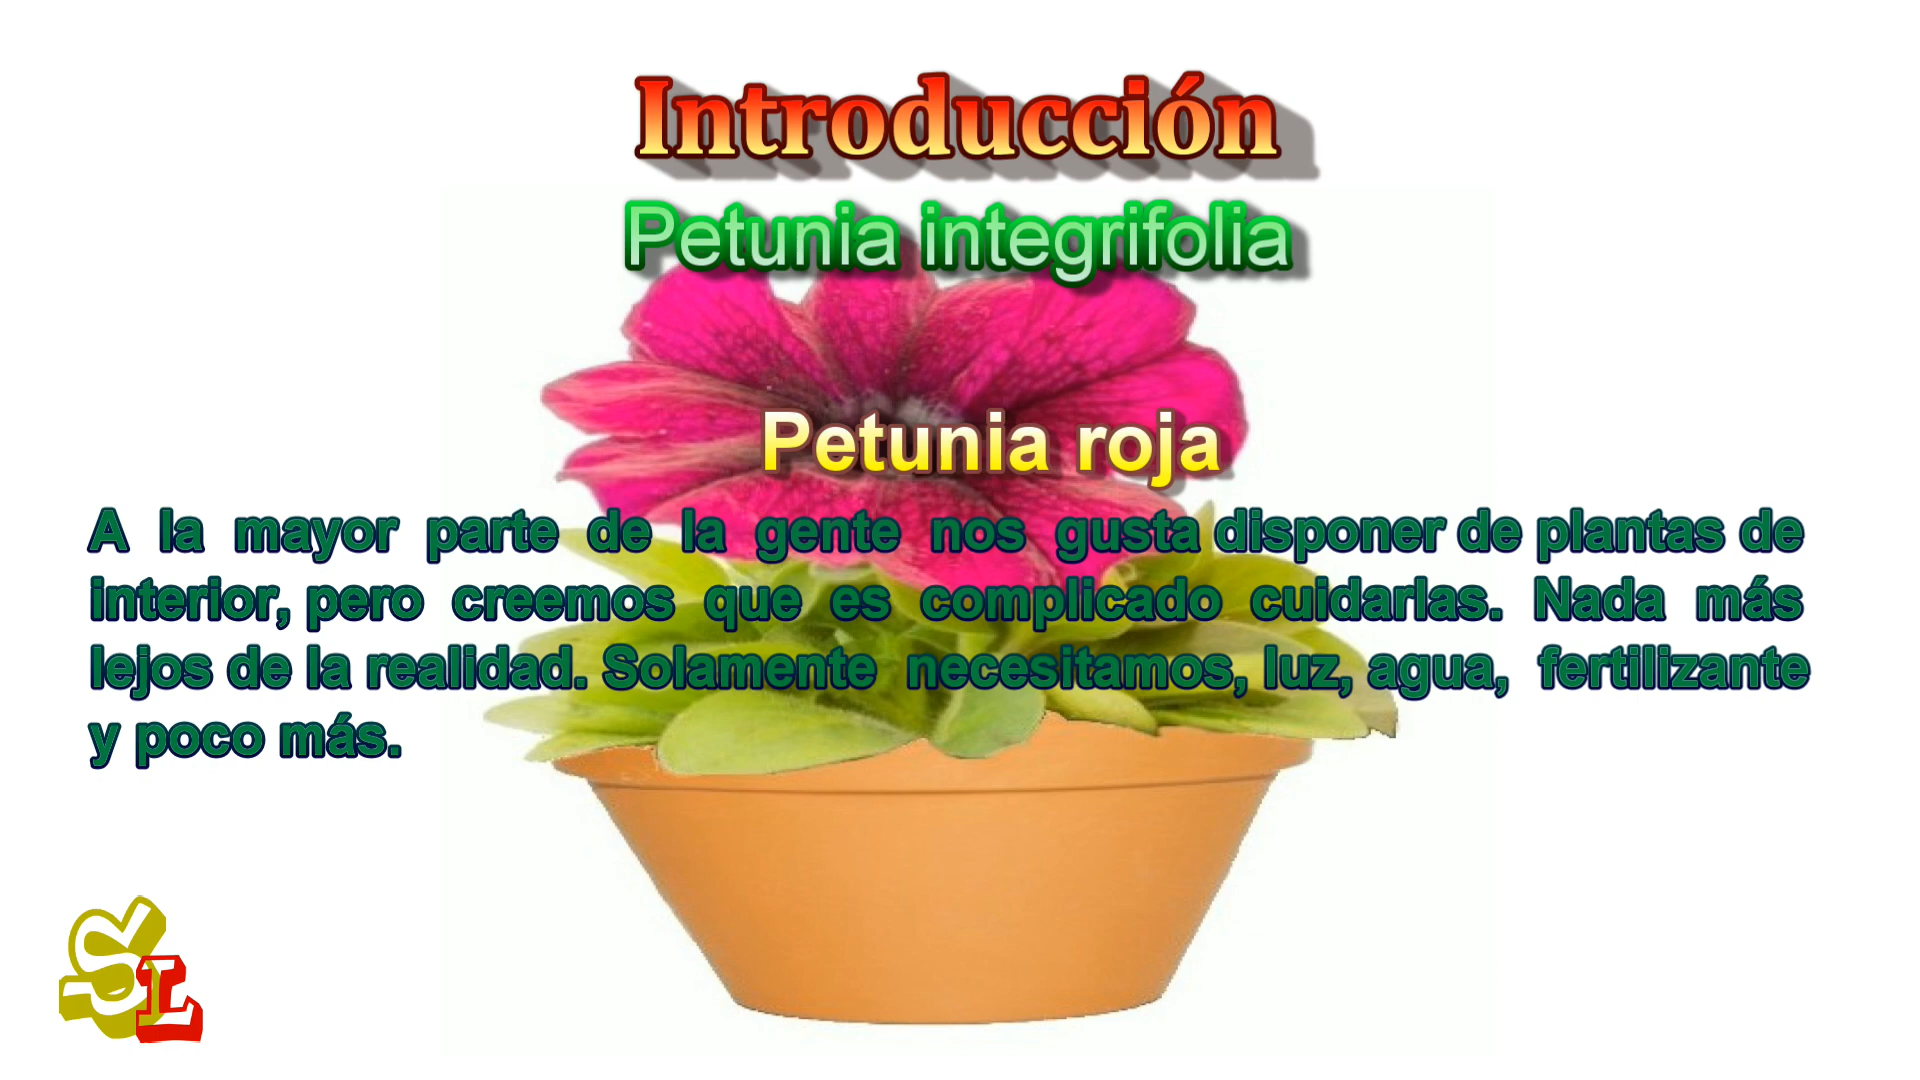 Introducción
Petunia integrifolia
Petunia roja
A la mayor parte de la gente nos gusta disponer de plantas de
interior, pero creemos que es complicado cuidarlas. Nada más
lejos de la realidad. Solamente necesitamos, luz, agua, fertilizante
y poco más.
SL